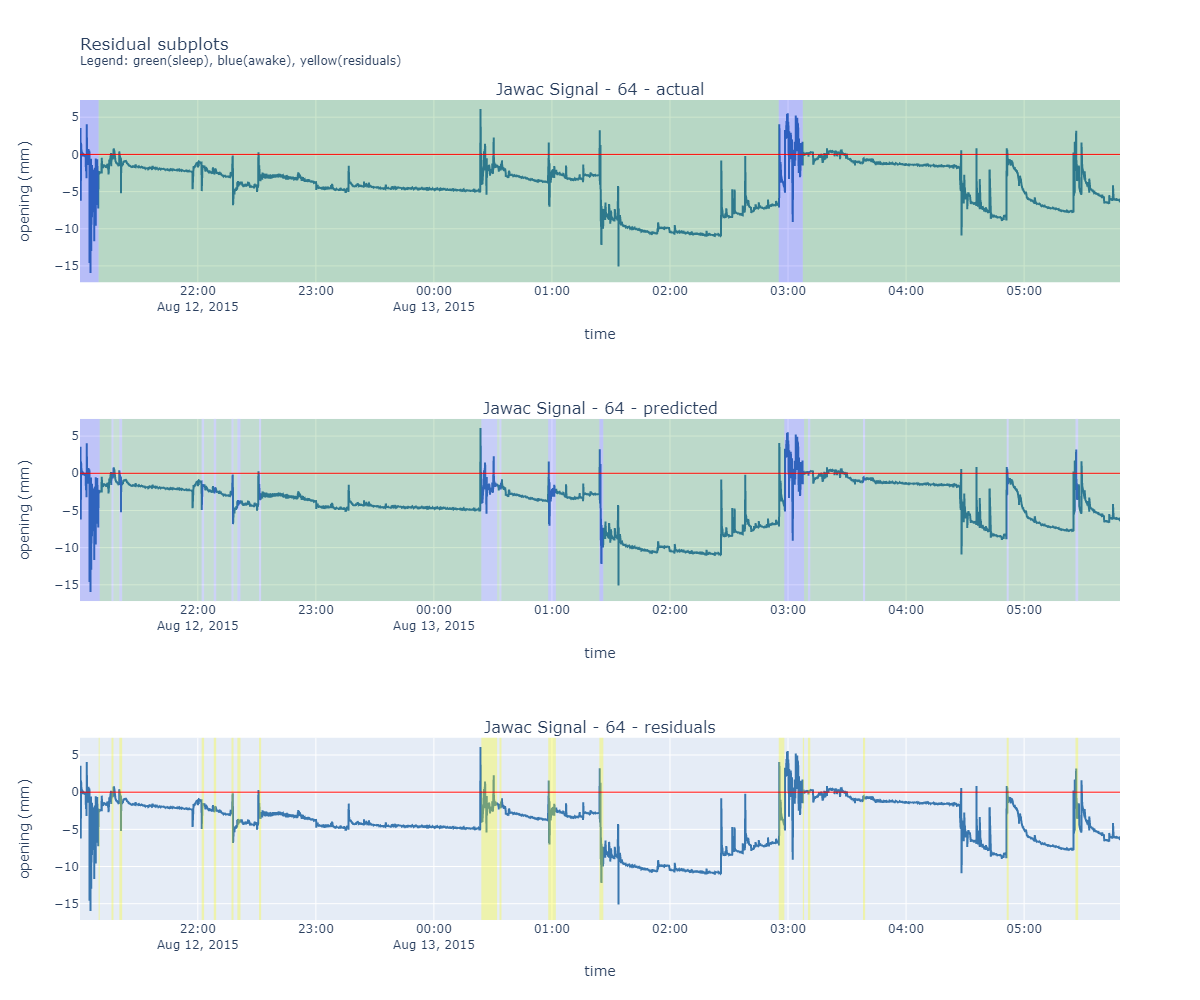 Residual subplots
Legend: green(sleep), blue(awake), yellow(residuals)
Jawac Signal - 64 - actual
opening (mm)
5
0
−5
−10
−15
22:00 23:00 00:00 01:00 02:00 03:00 04:00 05:00
Aug 12, 2015 Aug 13, 2015
time
Jawac Signal - 64 - predicted
opening (mm)
5
0
−5
−10
−15
22:00 23:00 00:00 01:00 02:00 03:00 04:00 05:00
Aug 12, 2015 Aug 13, 2015
time
Jawac Signal - 64 - residuals
opening (mm)
5
0
−5
−10
−15
22:00 23:00 00:00 01:00 02:00 03:00 04:00 05:00
Aug 12, 2015 Aug 13, 2015
time